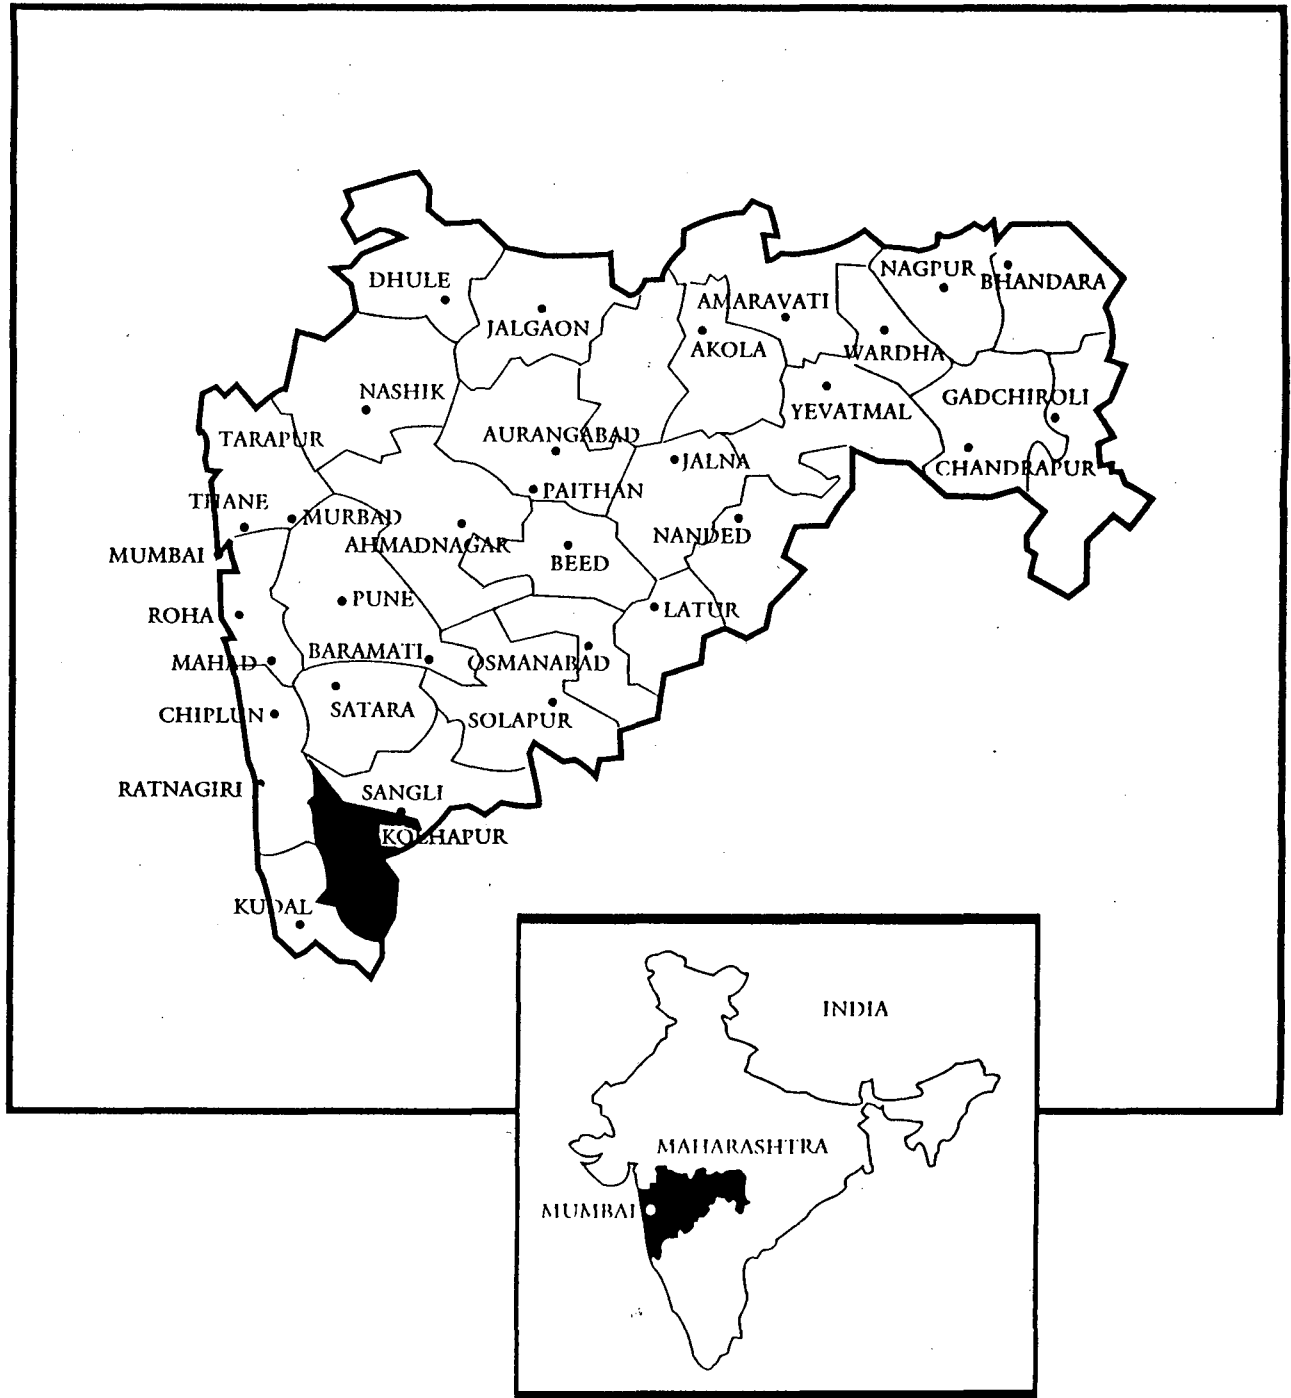 DHULE
NAGPUR
BHANDARA
AMARAVATI
JALGAON
AKOLA
WARDHA
NASHIK
GADCHIROLI
YEVATMAL
TARAPUR
AURANGABAD
JALNA
CHANDRAPUR
PAITHAN
THANE
MURBAD
NANDED
AHMADNAGAR
MUMBAI
BEED
PUNE
LATUR
ROHA
BARAMATI
MAHAD
OSMANABAD
SATARA
CHIPLUN
SOLAPUR
RATNAGIRI
SANGLI
KOLHAPUR
KUDAL
INDIA
MAHARASHTRA
MUMBAI